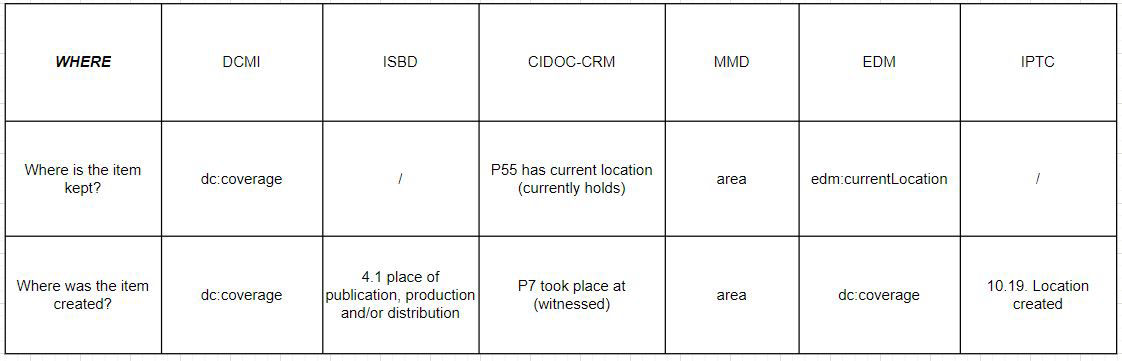 WHERE DCMI ISBD CIDOC-CRM MMD EDM IPTC
Where is the item
kept?
dc:coverage
/
P55 has current location
(currently holds)
area
edm:currentLocation
/
Where was the item
created?
dc:coverage
4.1 place of
publication, production
and/or distribution
P7 took place at
(witnessed)
area
dc:coverage
10.19. Location
created